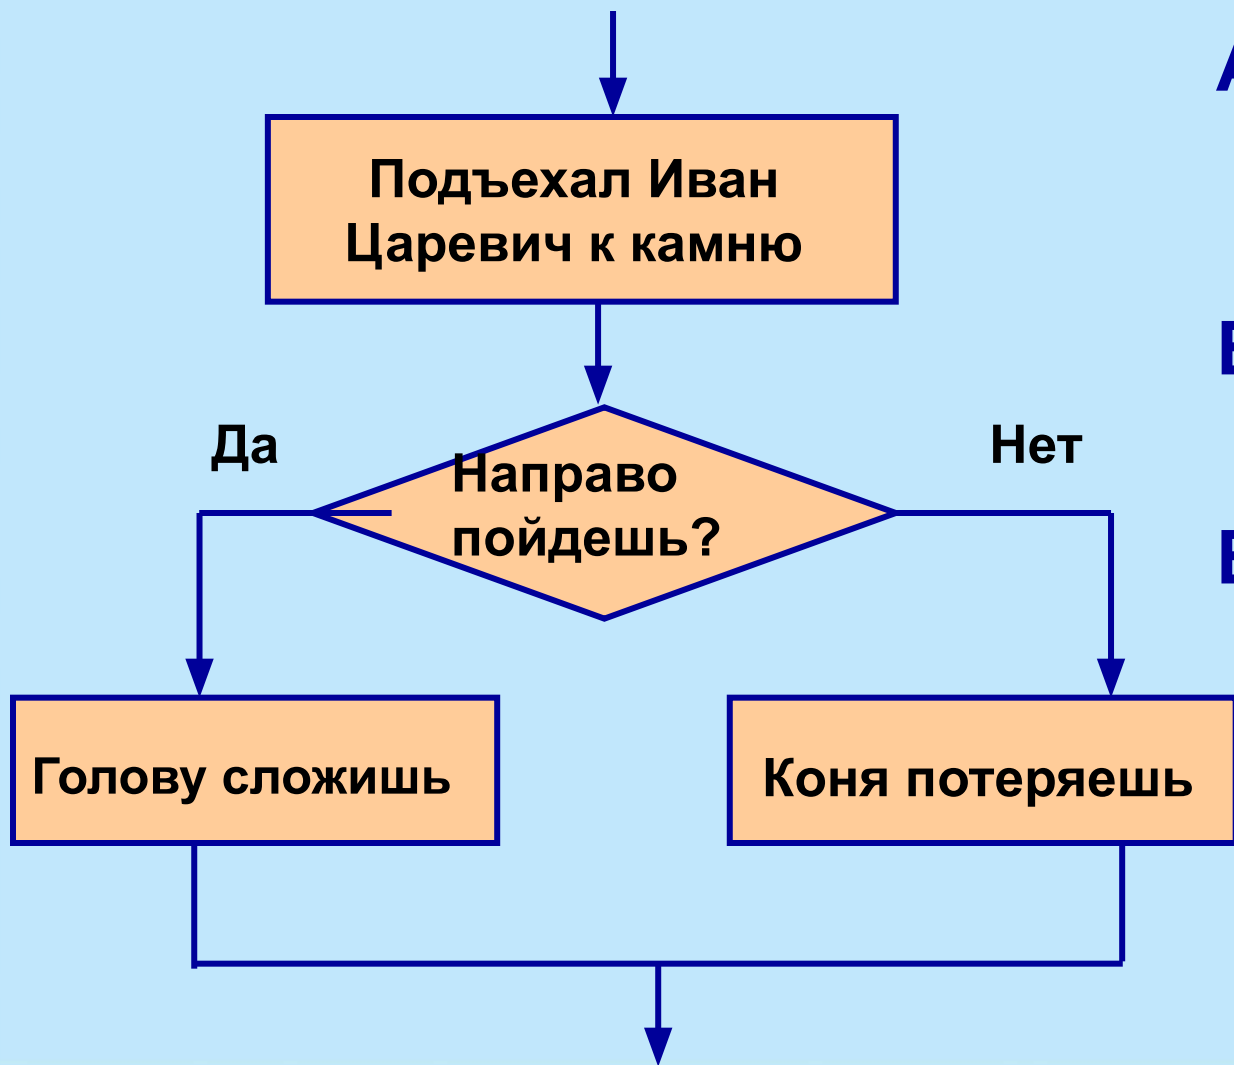 Подъехал Иван
Царевич к камню
Да
Нет
Направо
пойдешь?
Голову сложишь
Коня потеряешь